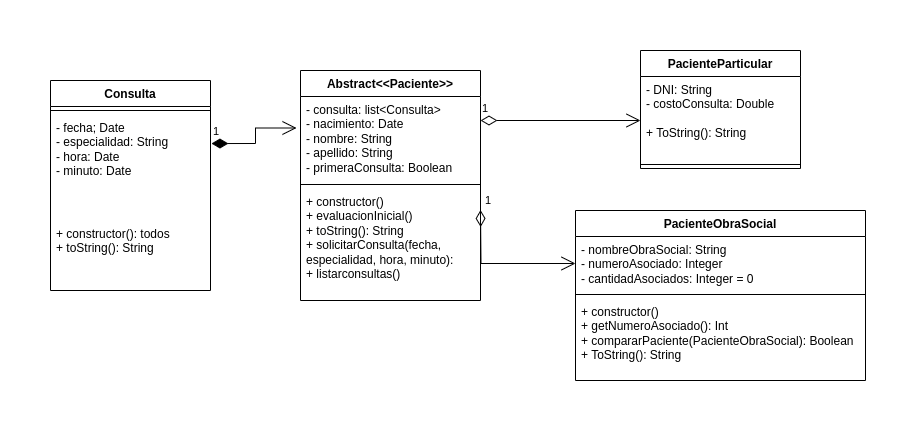 Consulta
- fecha; Date
- especialidad: String
- hora: Date
- minuto: Date
+ constructor(): todos
+ toString(): String
1
Abstract<<Paciente>>
- consulta: list<Consulta>
- nacimiento: Date
- nombre: String
- apellido: String
- primeraConsulta: Boolean
+ constructor()
+ evaluacionInicial()
+ toString(): String
+ solicitarConsulta(fecha,
especialidad, hora, minuto):
+ listarconsultas()
1
PacienteParticular
- DNI: String
- costoConsulta: Double
+ ToString(): String
1
PacienteObraSocial
- nombreObraSocial: String
- numeroAsociado: Integer
- cantidadAsociados: Integer = 0
+ constructor()
+ getNumeroAsociado(): Int
+ compararPaciente(PacienteObraSocial): Boolean
+ ToString(): String